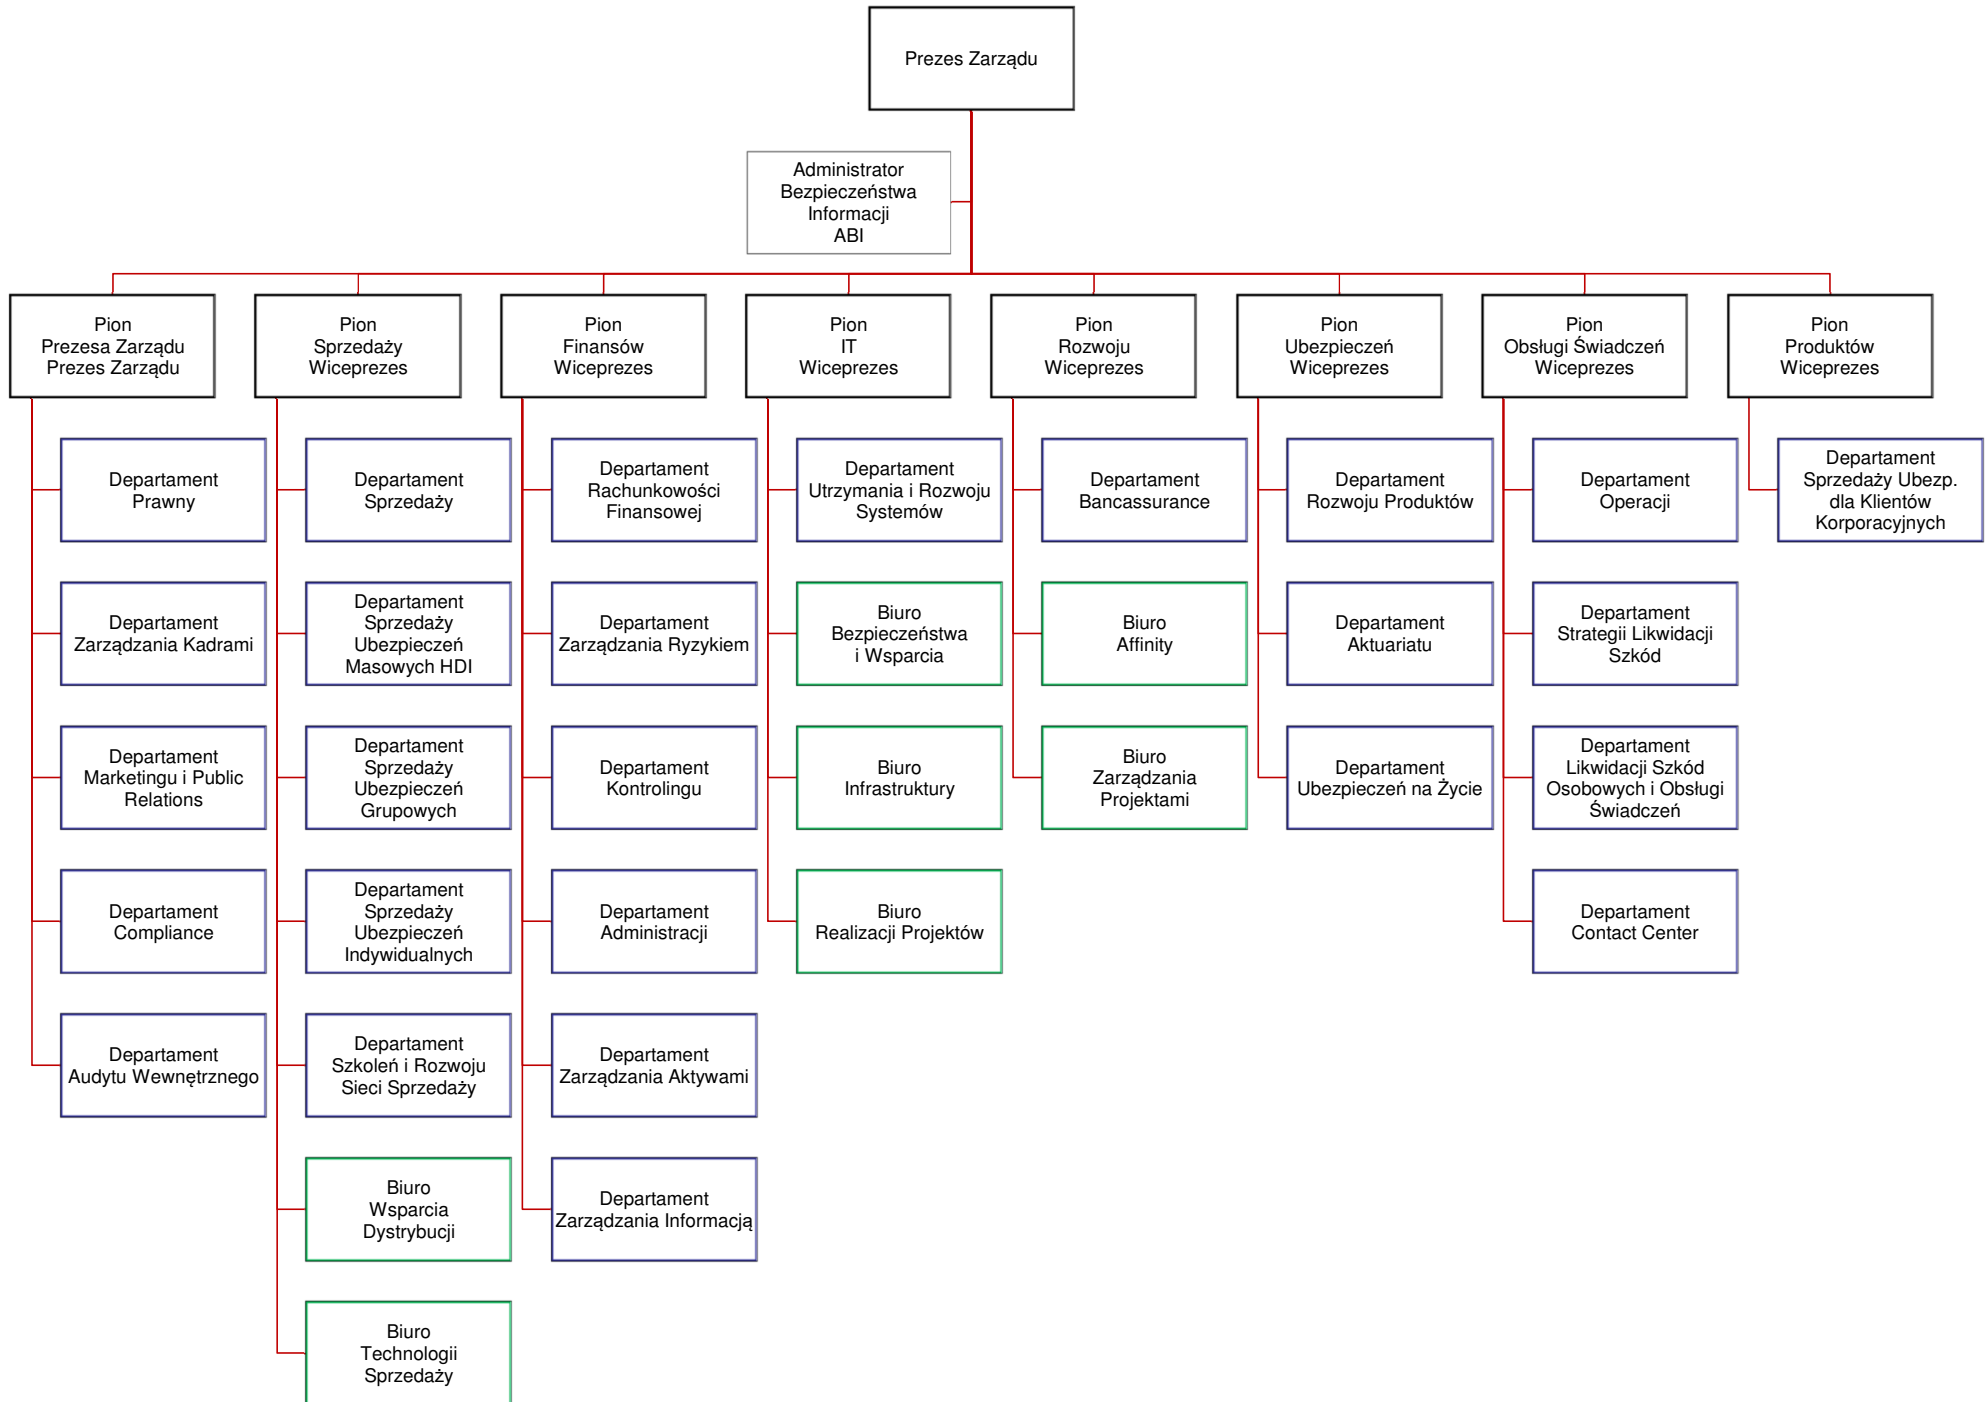 Prezes Zarządu
Administrator
Bezpieczeństwa
Informacji
ABI
Pion
Prezesa Zarządu
Prezes Zarządu
Pion
Sprzedaży
Wiceprezes
Pion
Finansów
Wiceprezes
Pion
IT
Wiceprezes
Pion
Rozwoju
Wiceprezes
Pion
Ubezpieczeń
Wiceprezes
Pion
Obsługi Świadczeń
Wiceprezes
Pion
Produktów
Wiceprezes
Departament
Prawny
Departament
Zarządzania Kadrami
Departament
Marketingu i Public
Relations
Departament
Compliance
Departament
Audytu Wewnętrznego
Departament
Sprzedaży
Departament
Sprzedaży
Ubezpieczeń
Masowych HDI
Departament
Sprzedaży
Ubezpieczeń
Grupowych
Departament
Sprzedaży
Ubezpieczeń
Indywidualnych
Departament
Szkoleń i Rozwoju
Sieci Sprzedaży
Biuro
Wsparcia
Dystrybucji
Biuro
Technologii
Sprzedaży
Departament
Rachunkowości
Finansowej
Departament
Zarządzania Ryzykiem
Departament
Kontrolingu
Departament
Administracji
Departament
Zarządzania Aktywami
Departament
Zarządzania Informacją
Departament
Utrzymania i Rozwoju
Systemów
Biuro
Bezpieczeństwa
i Wsparcia
Biuro
Infrastruktury
Biuro
Realizacji Projektów
Departament
Bancassurance
Biuro
Affinity
Biuro
Zarządzania
Projektami
Departament
Rozwoju Produktów
Departament
Aktuariatu
Departament
Ubezpieczeń na Życie
Departament
Operacji
Departament
Strategii Likwidacji
Szkód
Departament
Likwidacji Szkód
Osobowych i Obsługi
Świadczeń
Departament
Contact Center
Departament
Sprzedaży Ubezp.
dla Klientów
Korporacyjnych